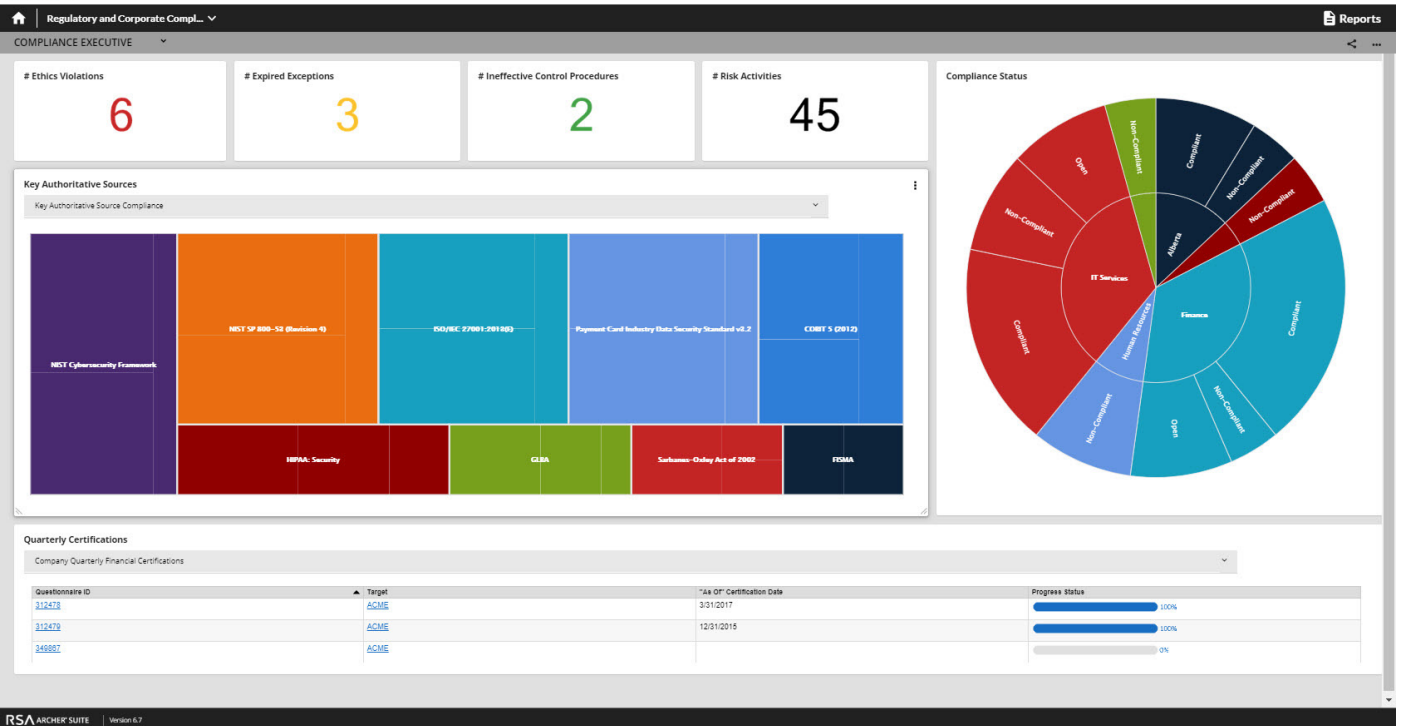 Regulatory and Corporate Compl...
Reports
COMPLIANCE EXECUTIVE
# Ethics Violations
6
# Expired Exceptions
3
# Ineffective Control Procedures
2
# Risk Activities
45
Key Authoritative Sources
Key Authoritative Source Compliance
NIST Cybersecurity Framework
NIST SP 800-53 (Revision 4)
ISO/IEC 27001:2013(E)
Payment Card Industry Data Security Standard v3.2
COBIT 5 (2012)
HIPAA: Security
GLBA
Sarbanes-Oxley Act of 2002
FISMA
Compliance Status
Non-Compliant
Compliant
Non-Compliant
Non-Compliant
Open
Non-Compliant
Compliant
IT Services
Alberta
Human Resources
Finance
Compliant
Non-Compliant
Open
Non-Compliant
Quarterly Certifications
Company Quarterly Financial Certifications
Questionnaire ID Target "As Of" Certification Date Progress Status
312478 ACME 3/31/2017 100%
312479 ACME 12/31/2015 100%
349867 ACME 0%
RSA ARCHER® SUITE Version 6.7